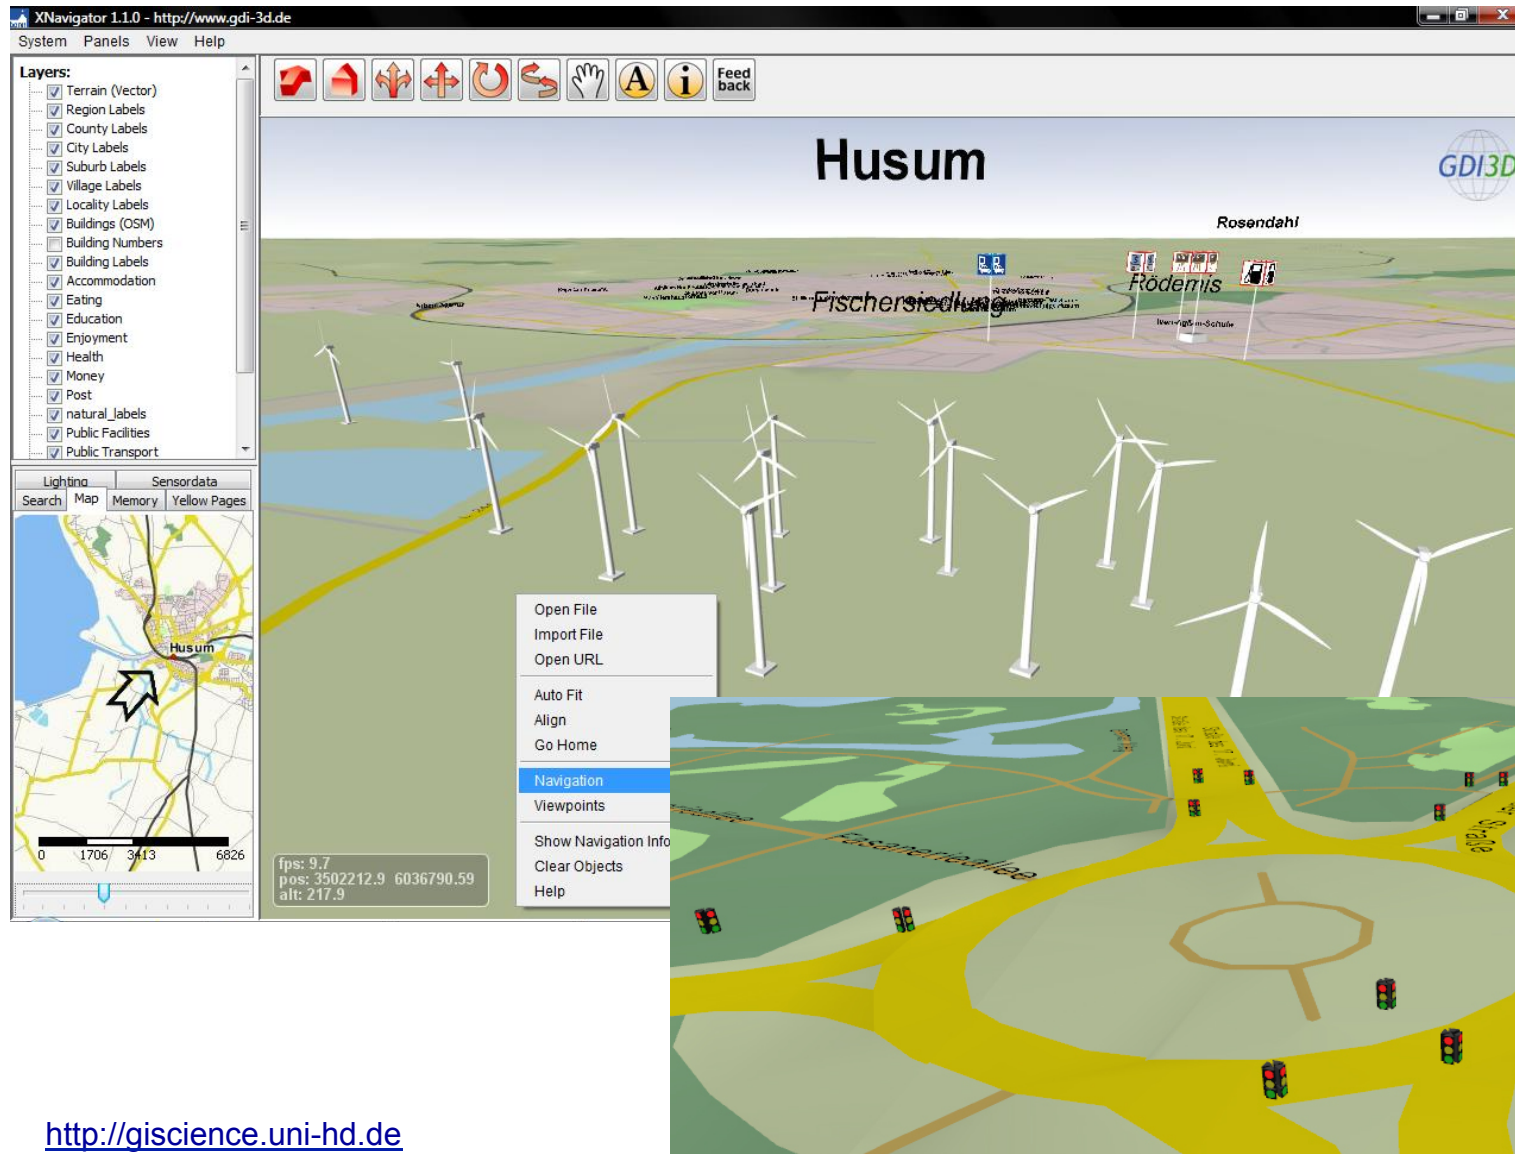 XNavigator 1.1.0 - http://www.gdi-3d.de
System Panels View Help
Layers:
Terrain (Vector)
Region Labels
County Labels
City Labels
Suburb Labels
Village Labels
Locality Labels
Buildings (OSM)
Building Numbers
Building Labels
Accommodation
Eating
Education
Enjoyment
Health
Money
Post
natural_labels
Public Facilities
Public Transport
Lighting Sensordata
Search Map Memory Yellow Pages
Husum
0 1706 3413 6826
A i Feed
back
Husum
GDI3D
Rosendahl
Rödemis
Fischersiedlung
fps: 9.7
pos: 3502212.9 6036790.59
alt: 217.9
Open File
Import File
Open URL
Auto Fit
Align
Go Home
Navigation
Viewpoints
Show Navigation Info
Clear Objects
Help
Fasanerieallee
Straße
http://giscience.uni-hd.de